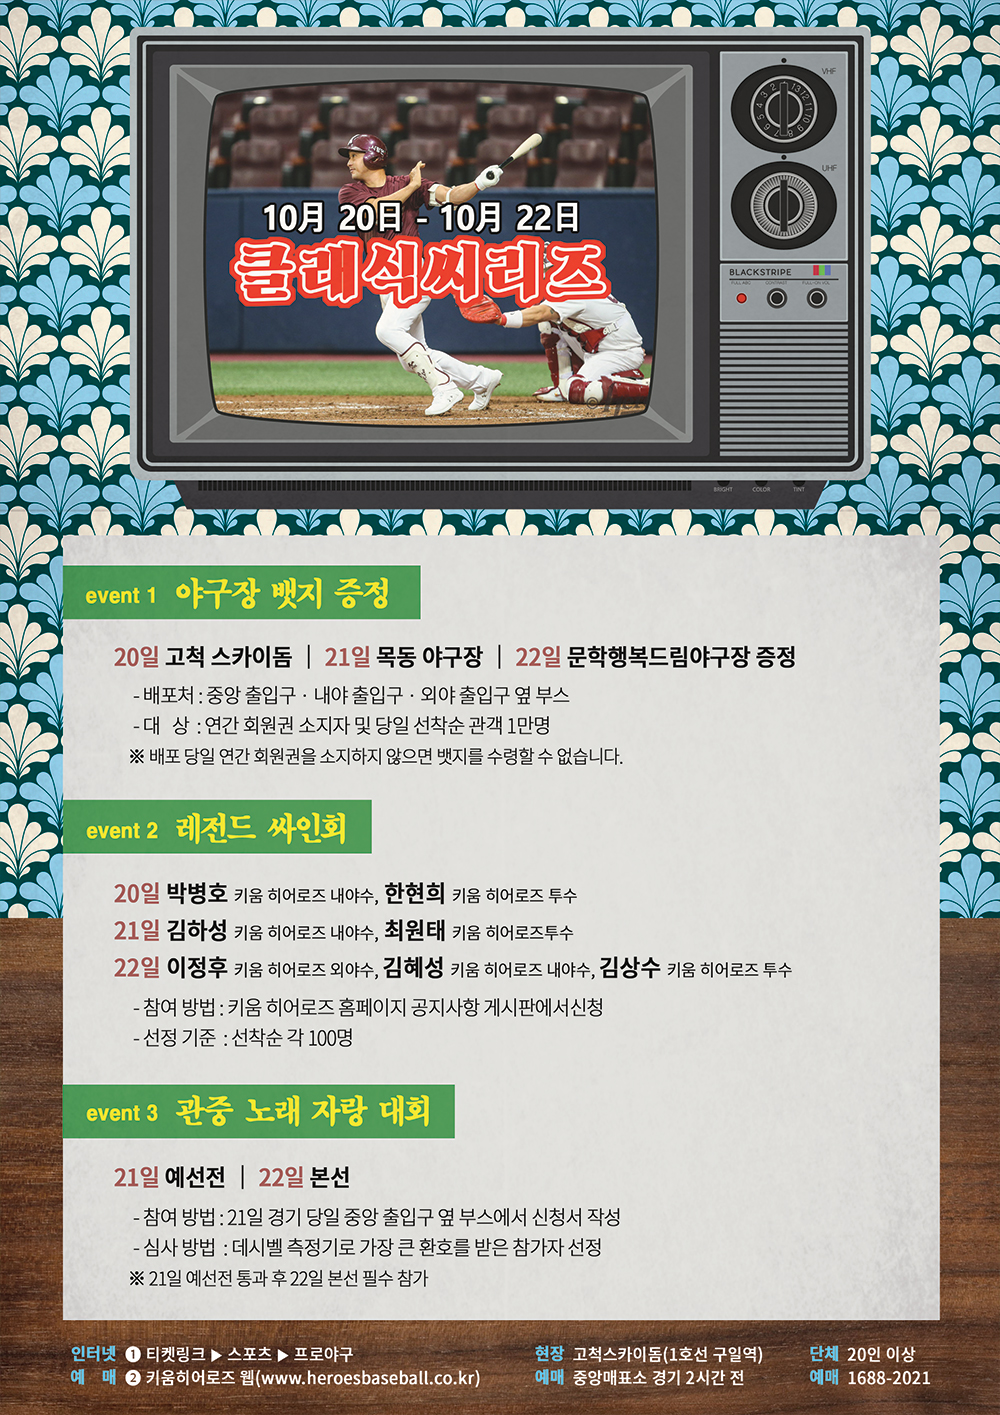 VHF
UHF
BLACKSTRIPE
10月 20日 - 10月 22日
클래식씨리즈
BRIGHT COLOR TINT
event 1 야구장 뱃지 증정
20일 고척 스카이돔 | 21일 목동 야구장 | 22일 문학행복드림야구장 증정
- 배포처 : 중앙 출입구 · 내야 출입구 · 외야 출입구 옆 부스
- 대 상 : 연간 회원권 소지자 및 당일 선착순 관객 1만명
※ 배포 당일 연간 회원권을 소지하지 않으면 뱃지를 수령할 수 없습니다.
event 2 레전드 싸인회
20일 박병호 키움 히어로즈 내야수, 한현희 키움 히어로즈 투수
21일 김하성 키움 히어로즈 내야수, 최원태 키움 히어로즈투수
22일 이정후 키움 히어로즈 외야수, 김혜성 키움 히어로즈 내야수, 김상수 키움 히어로즈 투수
- 참여 방법 : 키움 히어로즈 홈페이지 공지사항 게시판에서신청
- 선정 기준 : 선착순 각 100명
event 3 관중 노래 자랑 대회
21일 예선전 | 22일 본선
- 참여 방법 : 21일 경기 당일 중앙 출입구 옆 부스에서 신청서 작성
- 심사 방법 : 데시벨 측정기로 가장 큰 환호를 받은 참가자 선정
※ 21일 예선전 통과 후 22일 본선 필수 참가
인터넷 ❶ 티켓링크 ▶ 스포츠 ▶ 프로야구
예 매 ❷ 키움히어로즈 웹(www.heroesbaseball.co.kr)
현장 고척스카이돔(1호선 구일역)
예매 중앙매표소 경기 2시간 전
단체 20인 이상
예매 1688-2021